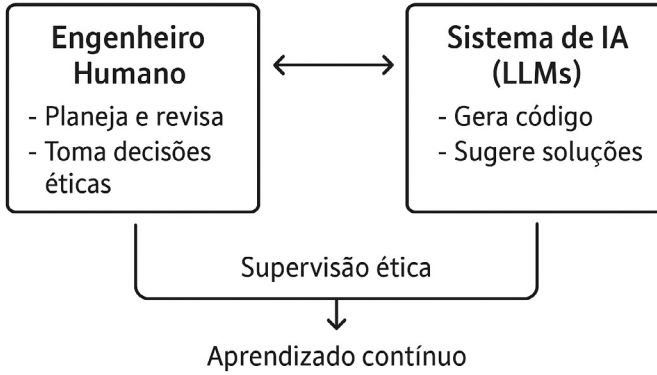 Engenheiro
Humano
- Planeja e revisa
- Toma decisões
éticas
Sistema de IA
(LLMs)
- Gera código
- Sugere soluções
Supervisão ética
Aprendizado contínuo